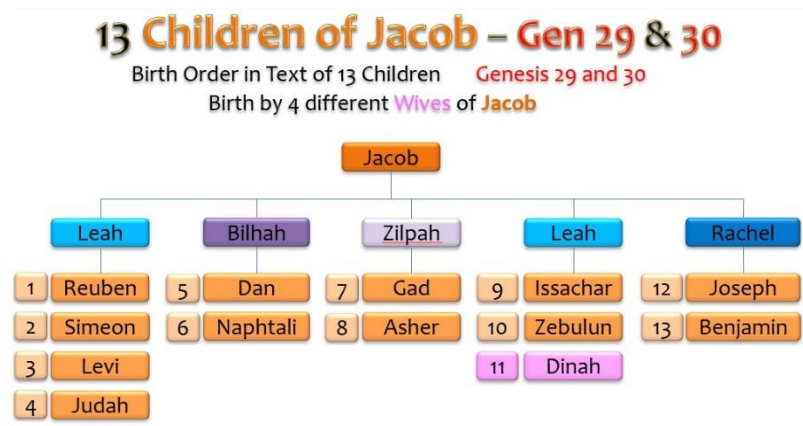 13 Children of Jacob – Gen 29 & 30
Birth Order in Text of 13 Children Genesis 29 and 30
Birth by 4 different Wives of Jacob
Jacob
Leah Bilhah Zilpah Leah Rachel
1 Reuben 5 Dan 7 Gad 9 Issachar 12 Joseph
2 Simeon 6 Naphtali 8 Asher 10 Zebulun 13 Benjamin
3 Levi 11 Dinah
4 Judah